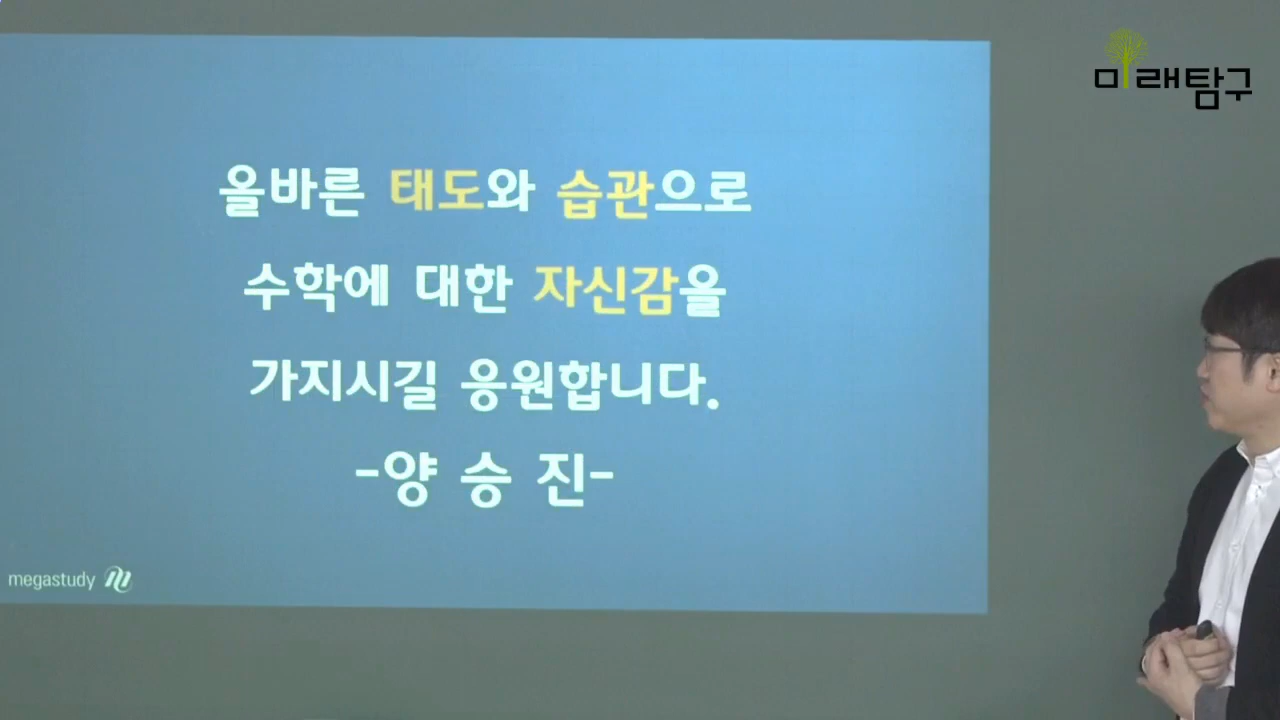 미래탐구
올바른 태도와 습관으로
수학에 대한 자신감을
가지시길 응원합니다.
-양 승 진-
megastudy